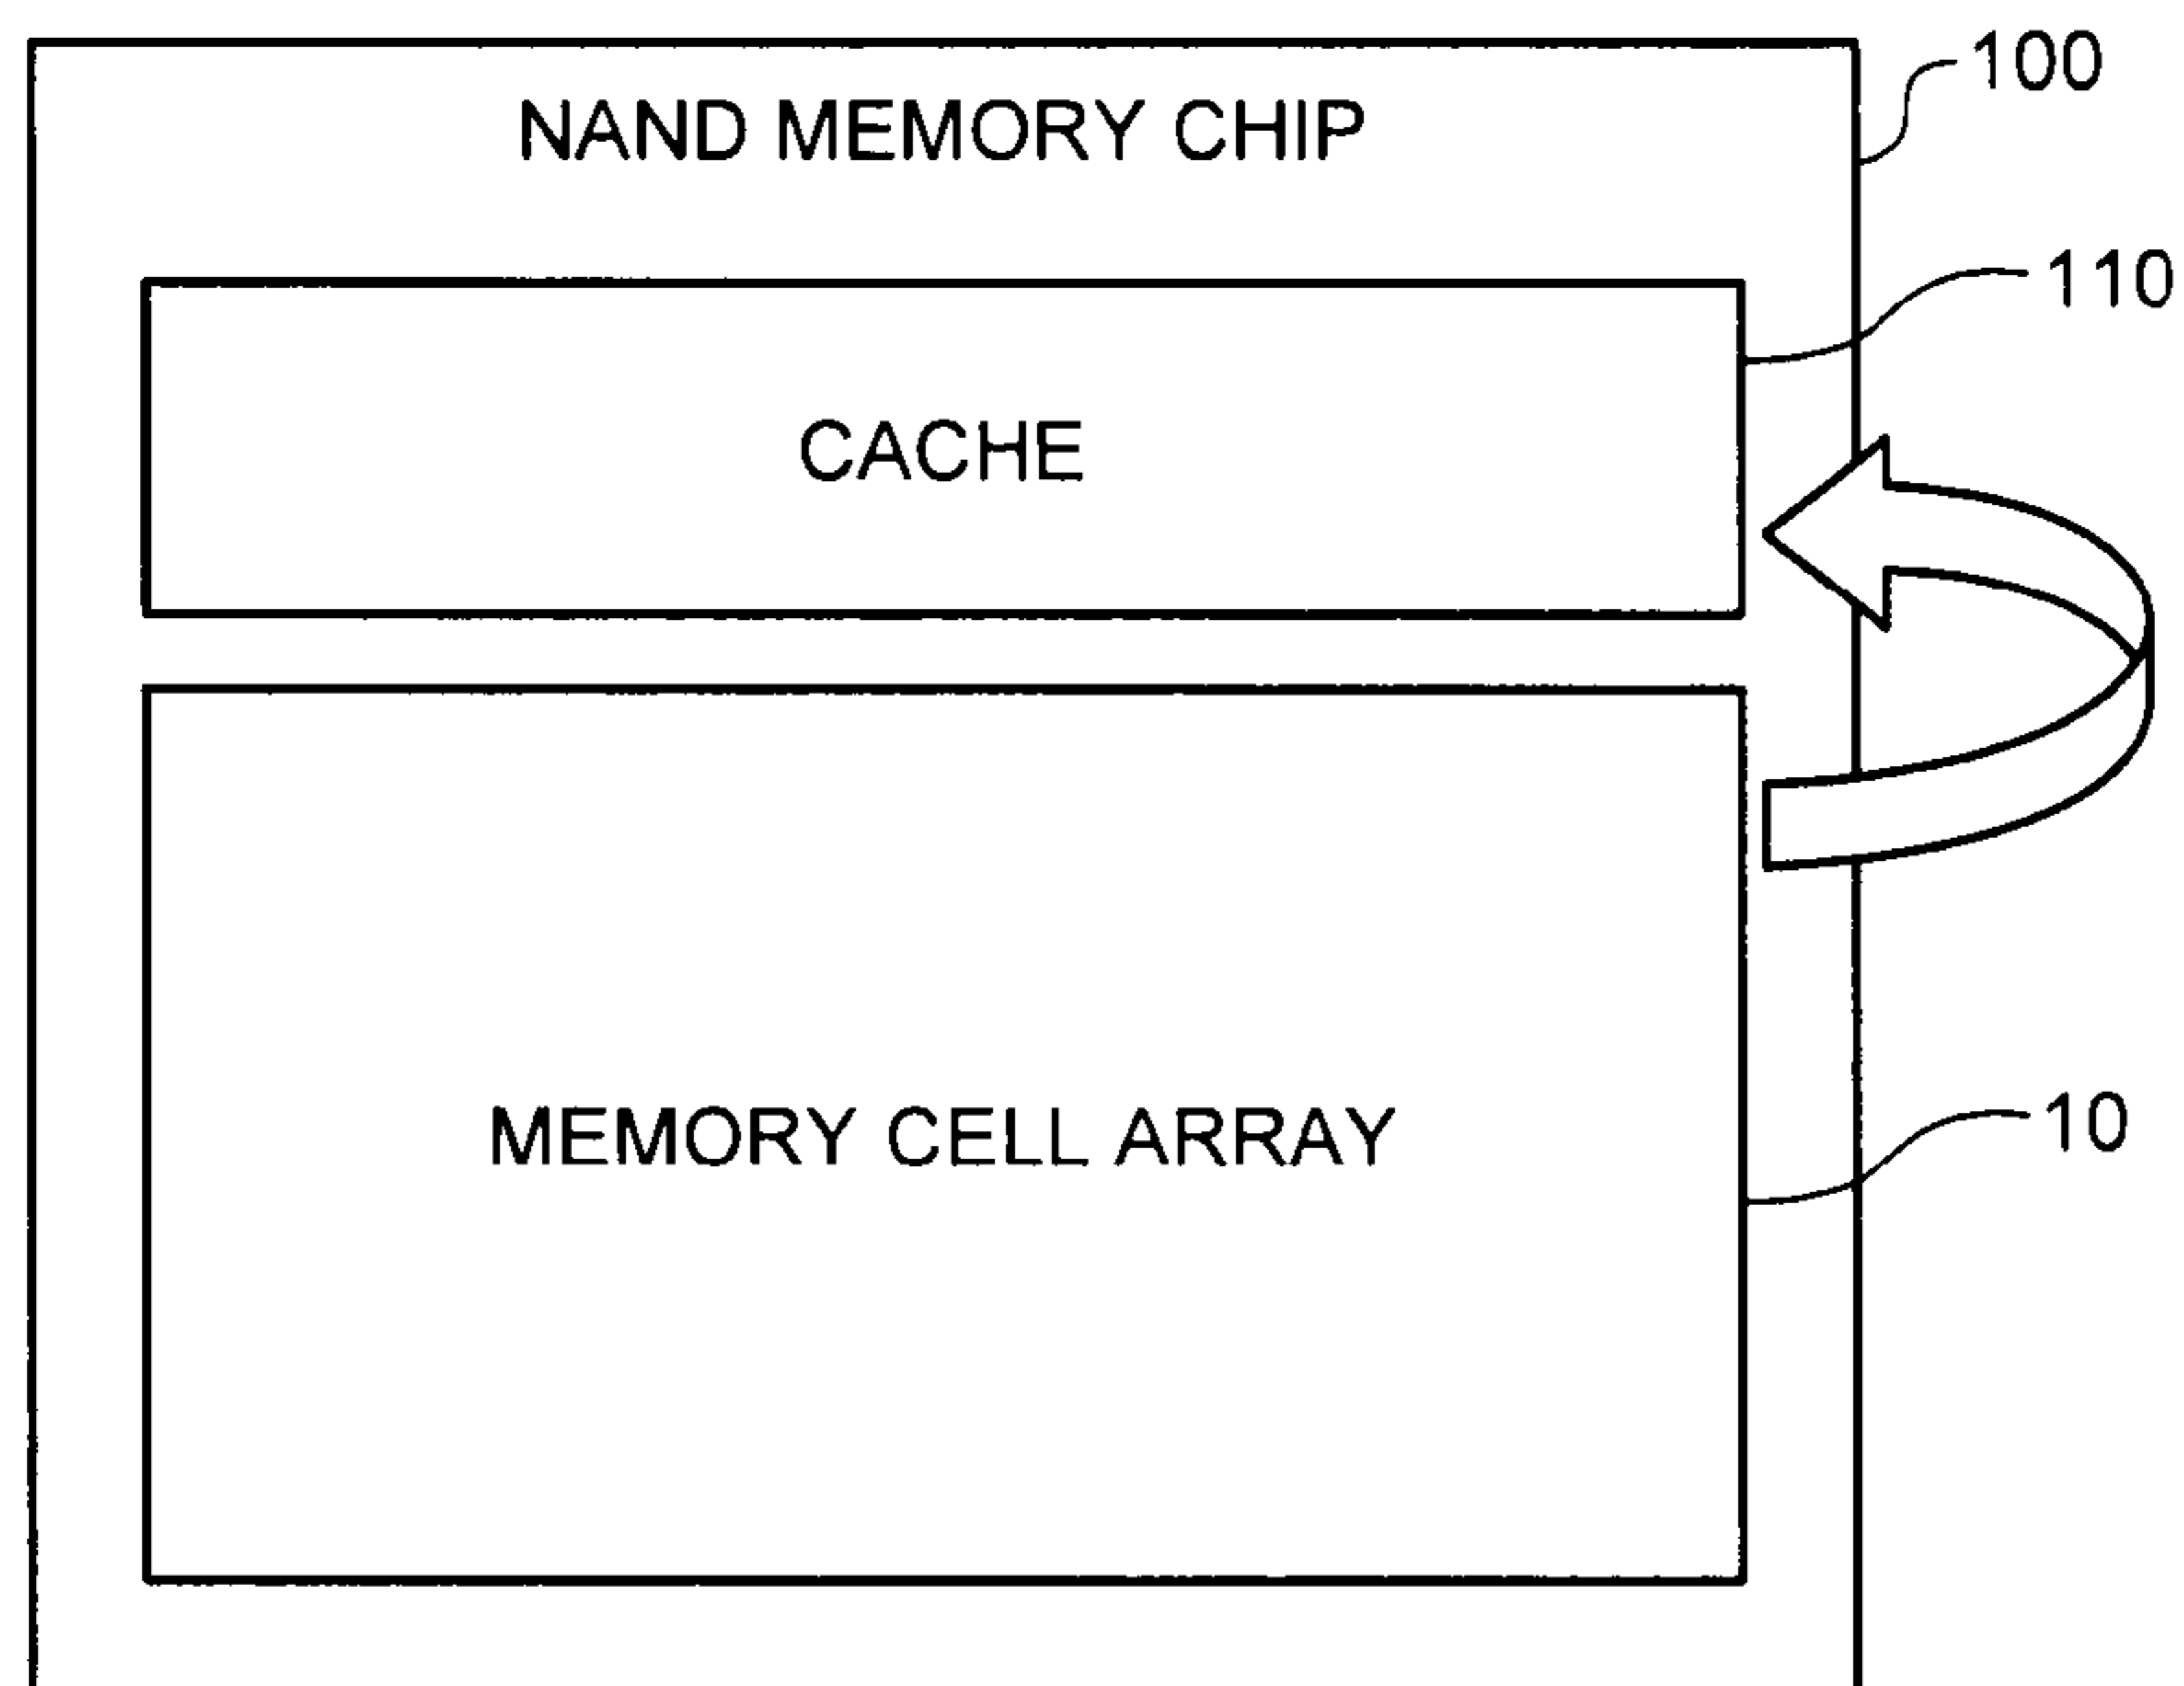 NAND MEMORY CHIP
100
110
CACHE
MEMORY CELL ARRAY
10